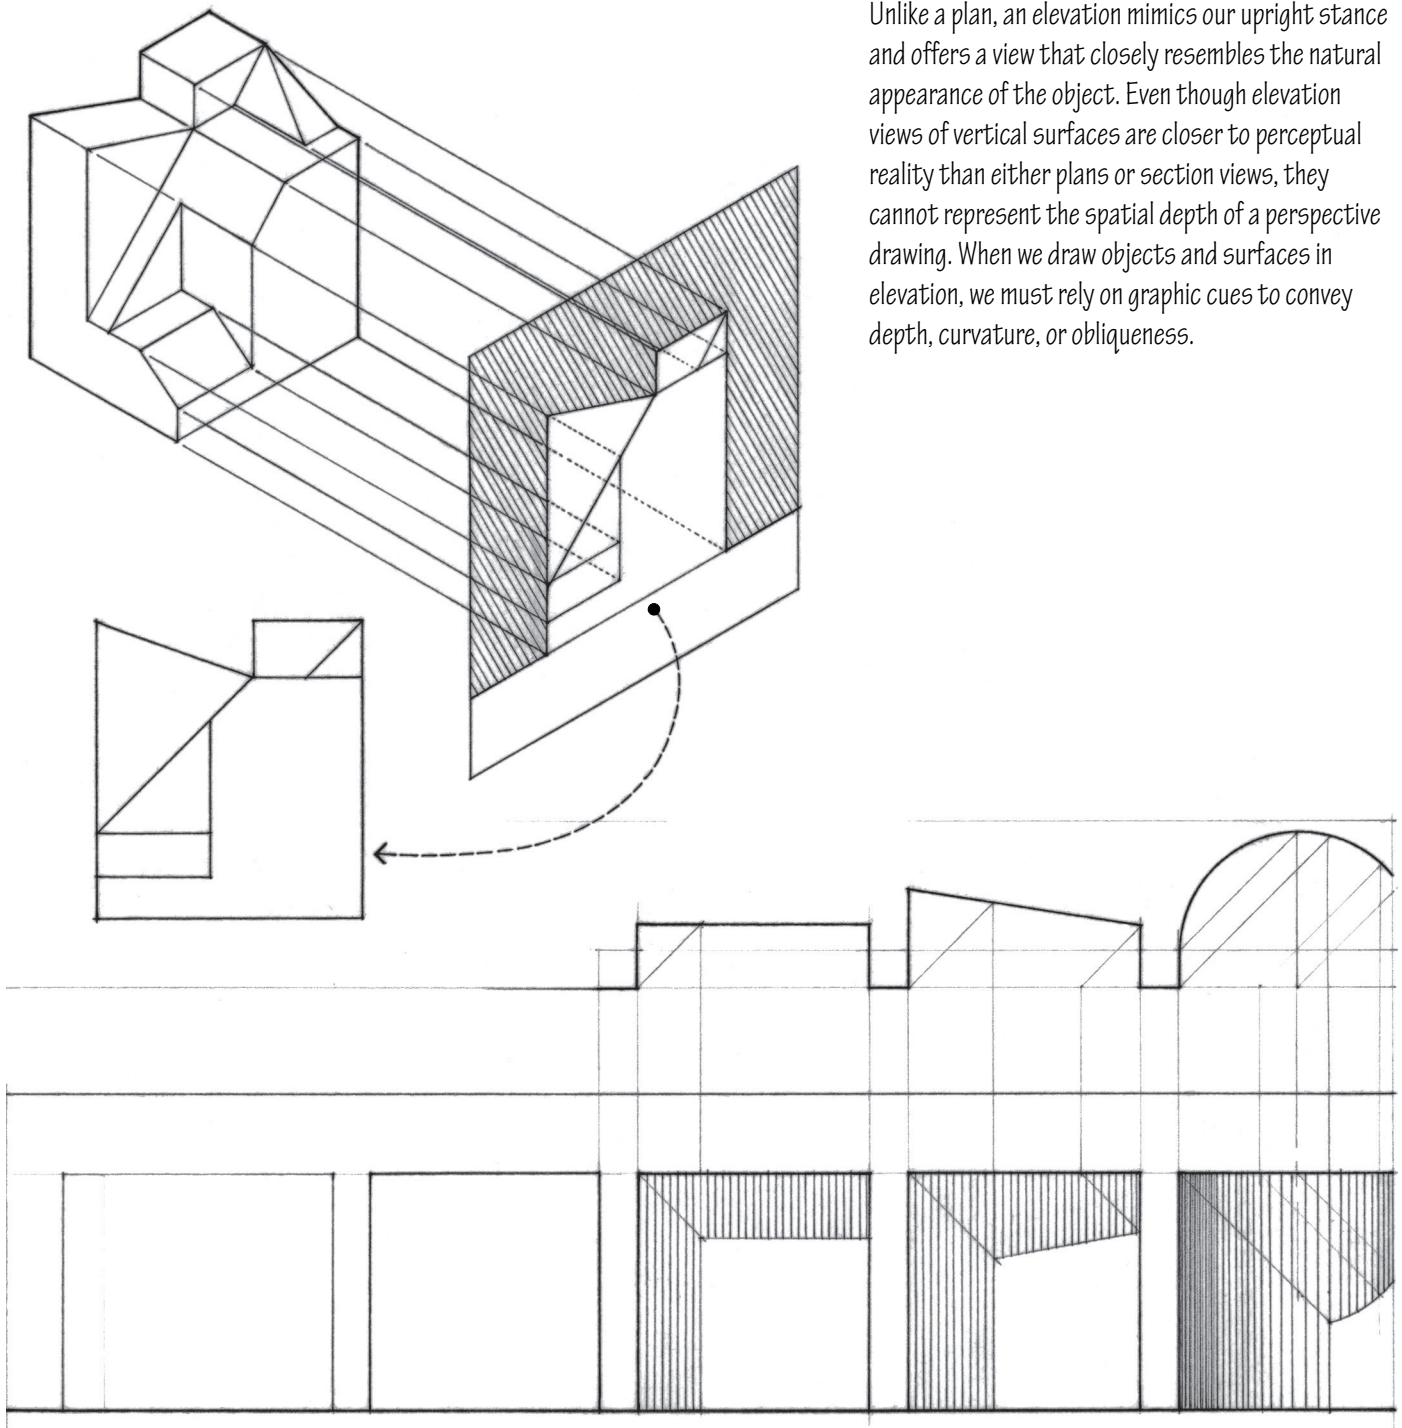 Unlike a plan, an elevation mimics our upright stance
and offers a view that closely resembles the natural
appearance of the object. Even though elevation
views of vertical surfaces are closer to perceptual
reality than either plans or section views, they
cannot represent the spatial depth of a perspective
drawing. When we draw objects and surfaces in
elevation, we must rely on graphic cues to convey
depth, curvature, or obliqueness.